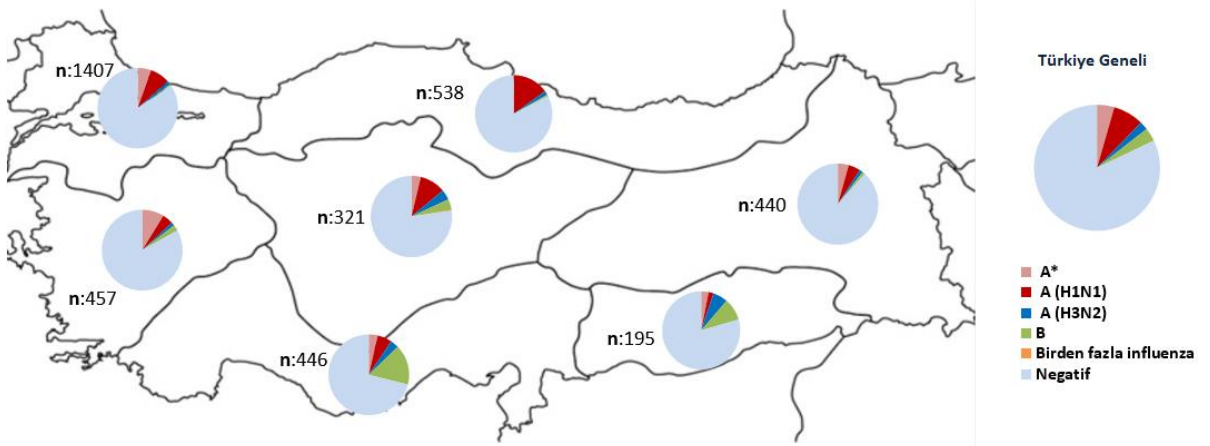 n:1407
n:538
n:321
n:440
n:457
n:446
n:195
Türkiye Geneli
A*
A (H1N1)
A (H3N2)
B
Birden fazla influenza
Negatif